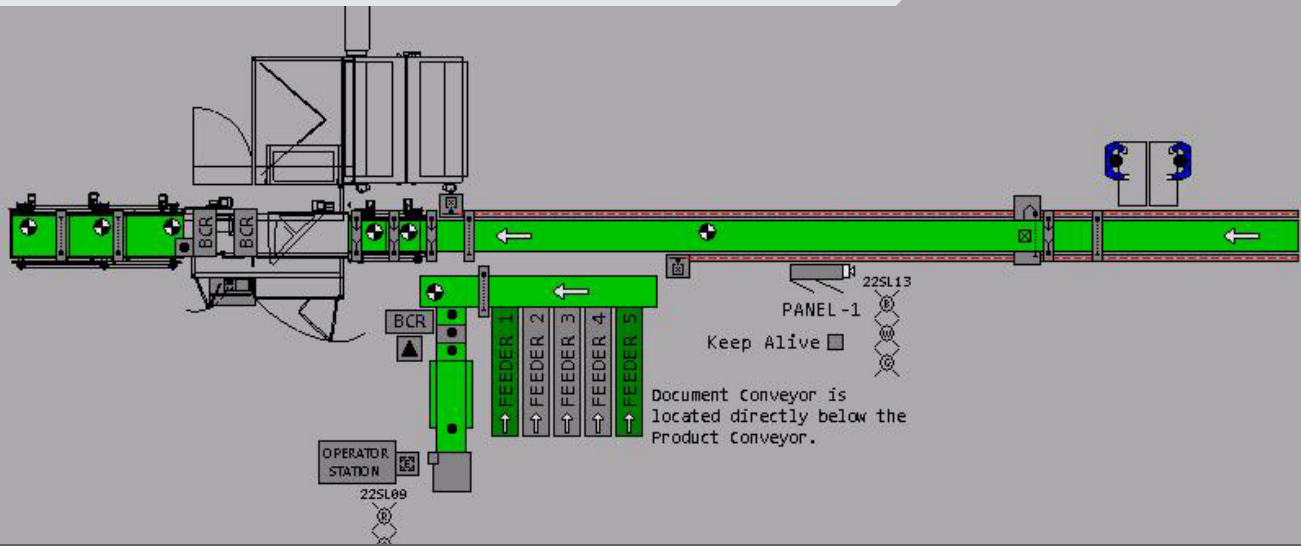 BCR
BCR
22SL13
PANEL-1
R
W
G
BCR
FEEDER 1
FEEDER 2
FEEDER 3
FEEDER 4
FEEDER 5
Keep Alive
Document Conveyor is
located directly below the
Product Conveyor.
OPERATOR
STATION
E
22SL09
R